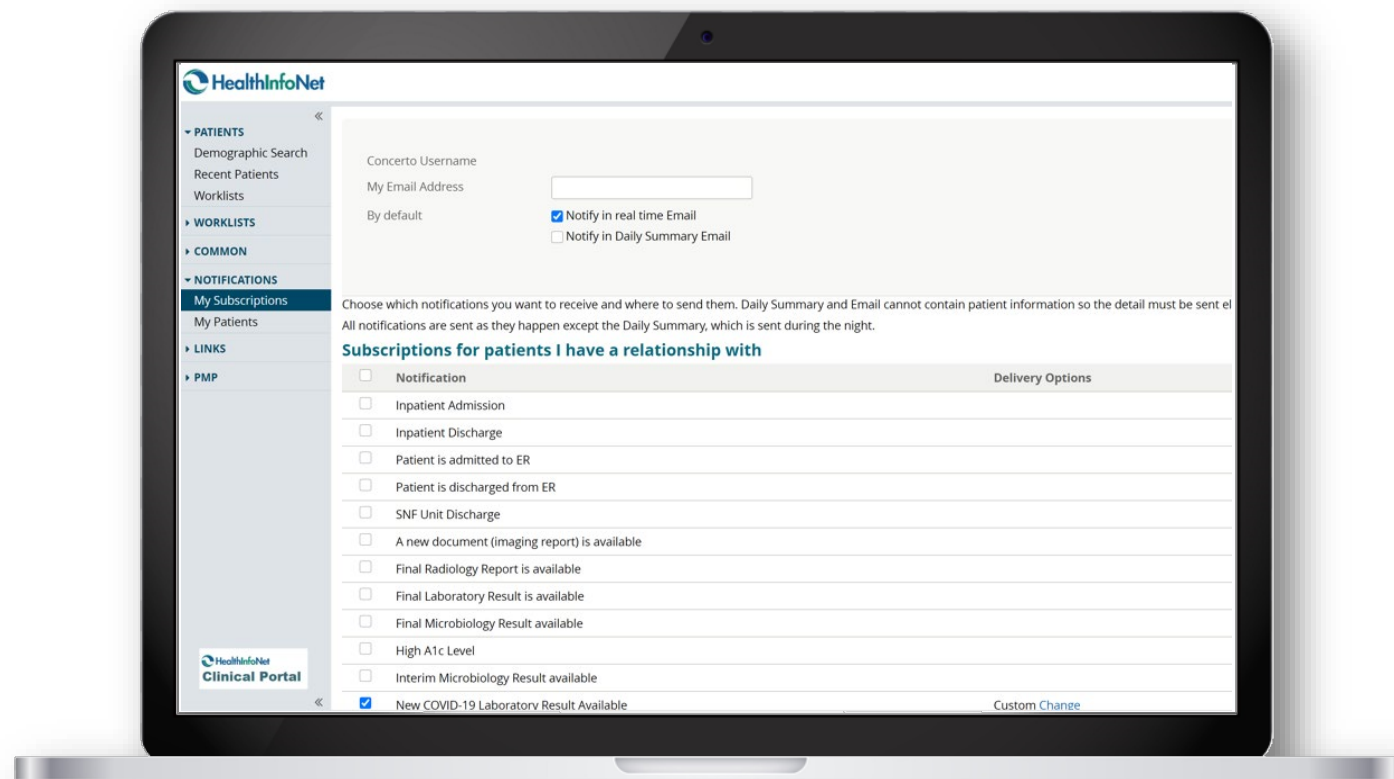 HealthInfoNet
«
PATIENTS
Demographic Search
Recent Patients
Worklists
WORKLISTS
COMMON
NOTIFICATIONS
My Subscriptions
My Patients
LINKS
PMP
HealthInfoNet
Clinical Portal
«
Concerto Username
My Email Address
By default
Notify in real time Email
Notify in Daily Summary Email
Choose which notifications you want to receive and where to send them. Daily Summary and Email cannot contain patient information so the detail must be sent el
All notifications are sent as they happen except the Daily Summary, which is sent during the night.
Subscriptions for patients I have a relationship with
Notification Delivery Options
Inpatient Admission
Inpatient Discharge
Patient is admitted to ER
Patient is discharged from ER
SNF Unit Discharge
A new document (imaging report) is available
Final Radiology Report is available
Final Laboratory Result is available
Final Microbiology Result available
High A1c Level
Interim Microbiology Result available
New COVID-19 Laboratory Result Available Custom Change